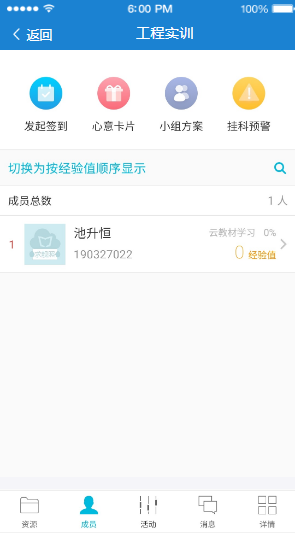 6:00 PM 100%
返回 工程实训
发起签到 心意卡片 小组方案 挂科预警
切换为按经验值顺序显示
成员总数 1 人
1 池升恒 云教材学习 0%
190327022 0 经验值
资源 成员 活动 消息 详情